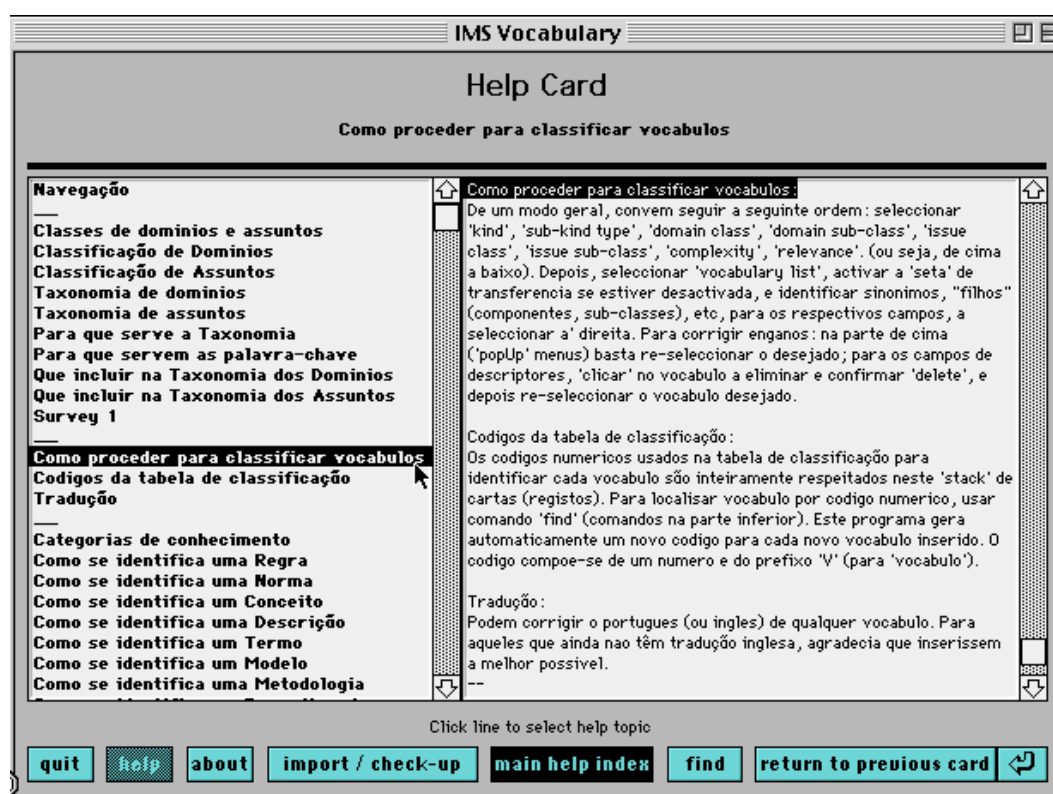 IMS Vocabulary
Help Card
Como proceder para classificar vocabulos
Navegação
__
Classes de dominios e assuntos
Classificação de Dominios
Classificação de Assuntos
Taxonomia de dominios
Taxonomia de assuntos
Para que serve a Taxonomia
Para que servem as palavra-chave
Que incluir na Taxonomia dos Dominios
Que incluir na Taxonomia dos Assuntos
Survey 1
__
Como proceder para classificar vocabulos
Codigos da tabela de classificação
Tradução
__
Categorias de conhecimento
Como se identifica uma Regra
Como se identifica uma Norma
Como se identifica um Conceito
Como se identifica uma Descrição
Como se identifica um Termo
Como se identifica um Modelo
Como se identifica uma Metodologia
Como proceder para classificar vocabulos:
De um modo geral, convem seguir a seguinte ordem: seleccionar
'kind', 'sub-kind type', 'domain class', 'domain sub-class', 'issue
class', 'issue sub-class', 'complexity', 'relevance'. (ou seja, de cima
a baixo). Depois, seleccionar 'vocabulary list', activar a 'seta' de
transferencia se estiver desactivada, e identificar sinonimos, "filhos"
(componentes, sub-classes), etc, para os respectivos campos, a
seleccionar a' direita. Para corrigir enganos: na parte de cima
('popUp' menus) basta re-seleccionar o desejado; para os campos de
descriptores, 'clicar' no vocabulo a eliminar e confirmar 'delete', e
depois re-seleccionar o vocabulo desejado.
Codigos da tabela de classificação:
Os codigos numericos usados na tabela de classificação para
identificar cada vocabulo são inteiramente respeitados neste 'stack' de
cartas (registos). Para localisar vocabulo por codigo numerico, usar
comando 'find' (comandos na parte inferior). Este programa gera
automaticamente um novo codigo para cada novo vocabulo inserido. O
codigo compoe-se de um numero e do prefixo 'V' (para 'vocabulo').
Tradução:
Podem corrigir o portugues (ou ingles) de qualquer vocabulo. Para
aqueles que ainda nao têm tradução inglesa, agradecia que inserissem
a melhor possivel.
--
Click line to select help topic
quit help about import / check-up main help index find return to previous card